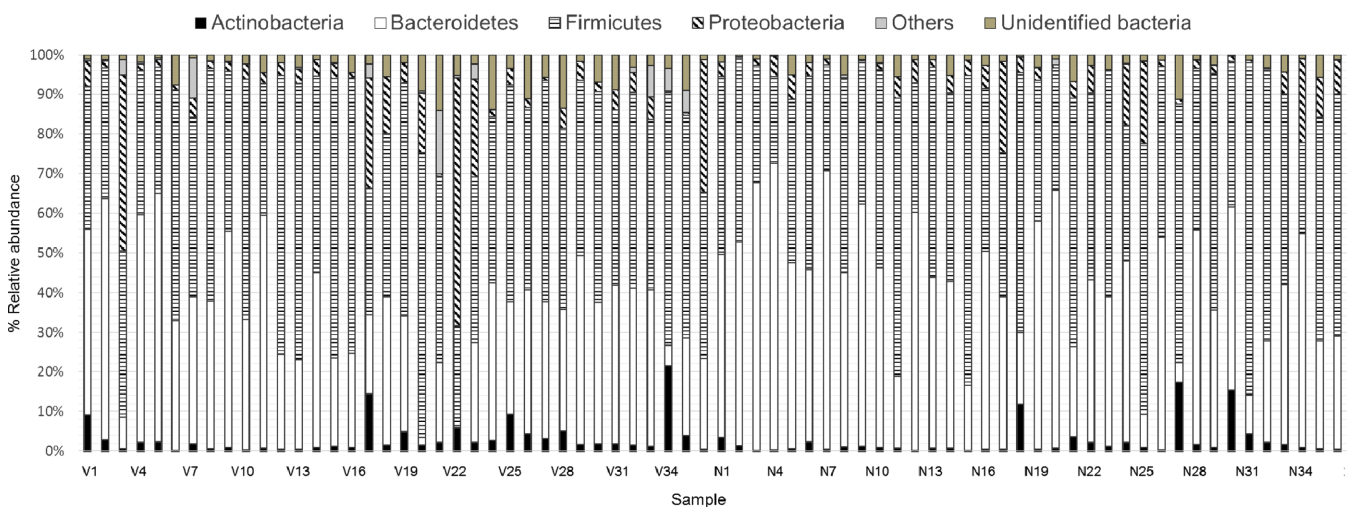 Actinobacteria Bacteroidetes Firmicutes Proteobacteria Others Unidentified bacteria
100%
90%
80%
70%
60%
50%
40%
30%
20%
10%
0%
% Relative abundance
V1 V4 V7 V10 V13 V16 V19 V22 V25 V28 V31 V34 N1 N4 N7 N10 N13 N16 N19 N22 N25 N28 N31 N34
Sample